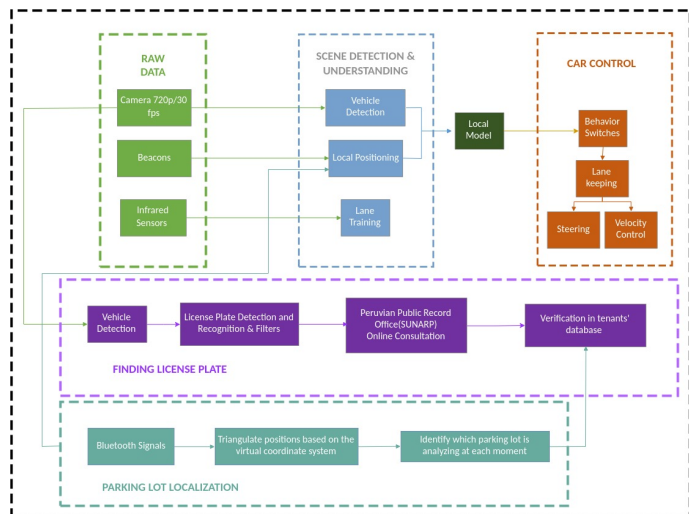 RAW
DATA
Camera 720p/30
fps
Beacons
Infrared
Sensors
SCENE DETECTION &
UNDERSTANDING
Vehicle
Detection
Local Positioning
Lane
Training
Local
Model
CAR CONTROL
Behavior
Switches
Lane
keeping
Steering
Velocity
Control
Vehicle
Detection
License Plate Detection and
Recognition & Filters
Peruvian Public Record
Office(SUNARP)
Online Consultation
Verification in tenants'
database
FINDING LICENSE PLATE
Bluetooth Signals
Triangulate positions based on the
virtual coordinate system
Identify which parking lot is
analyzing at each moment
PARKING LOT LOCALIZATION